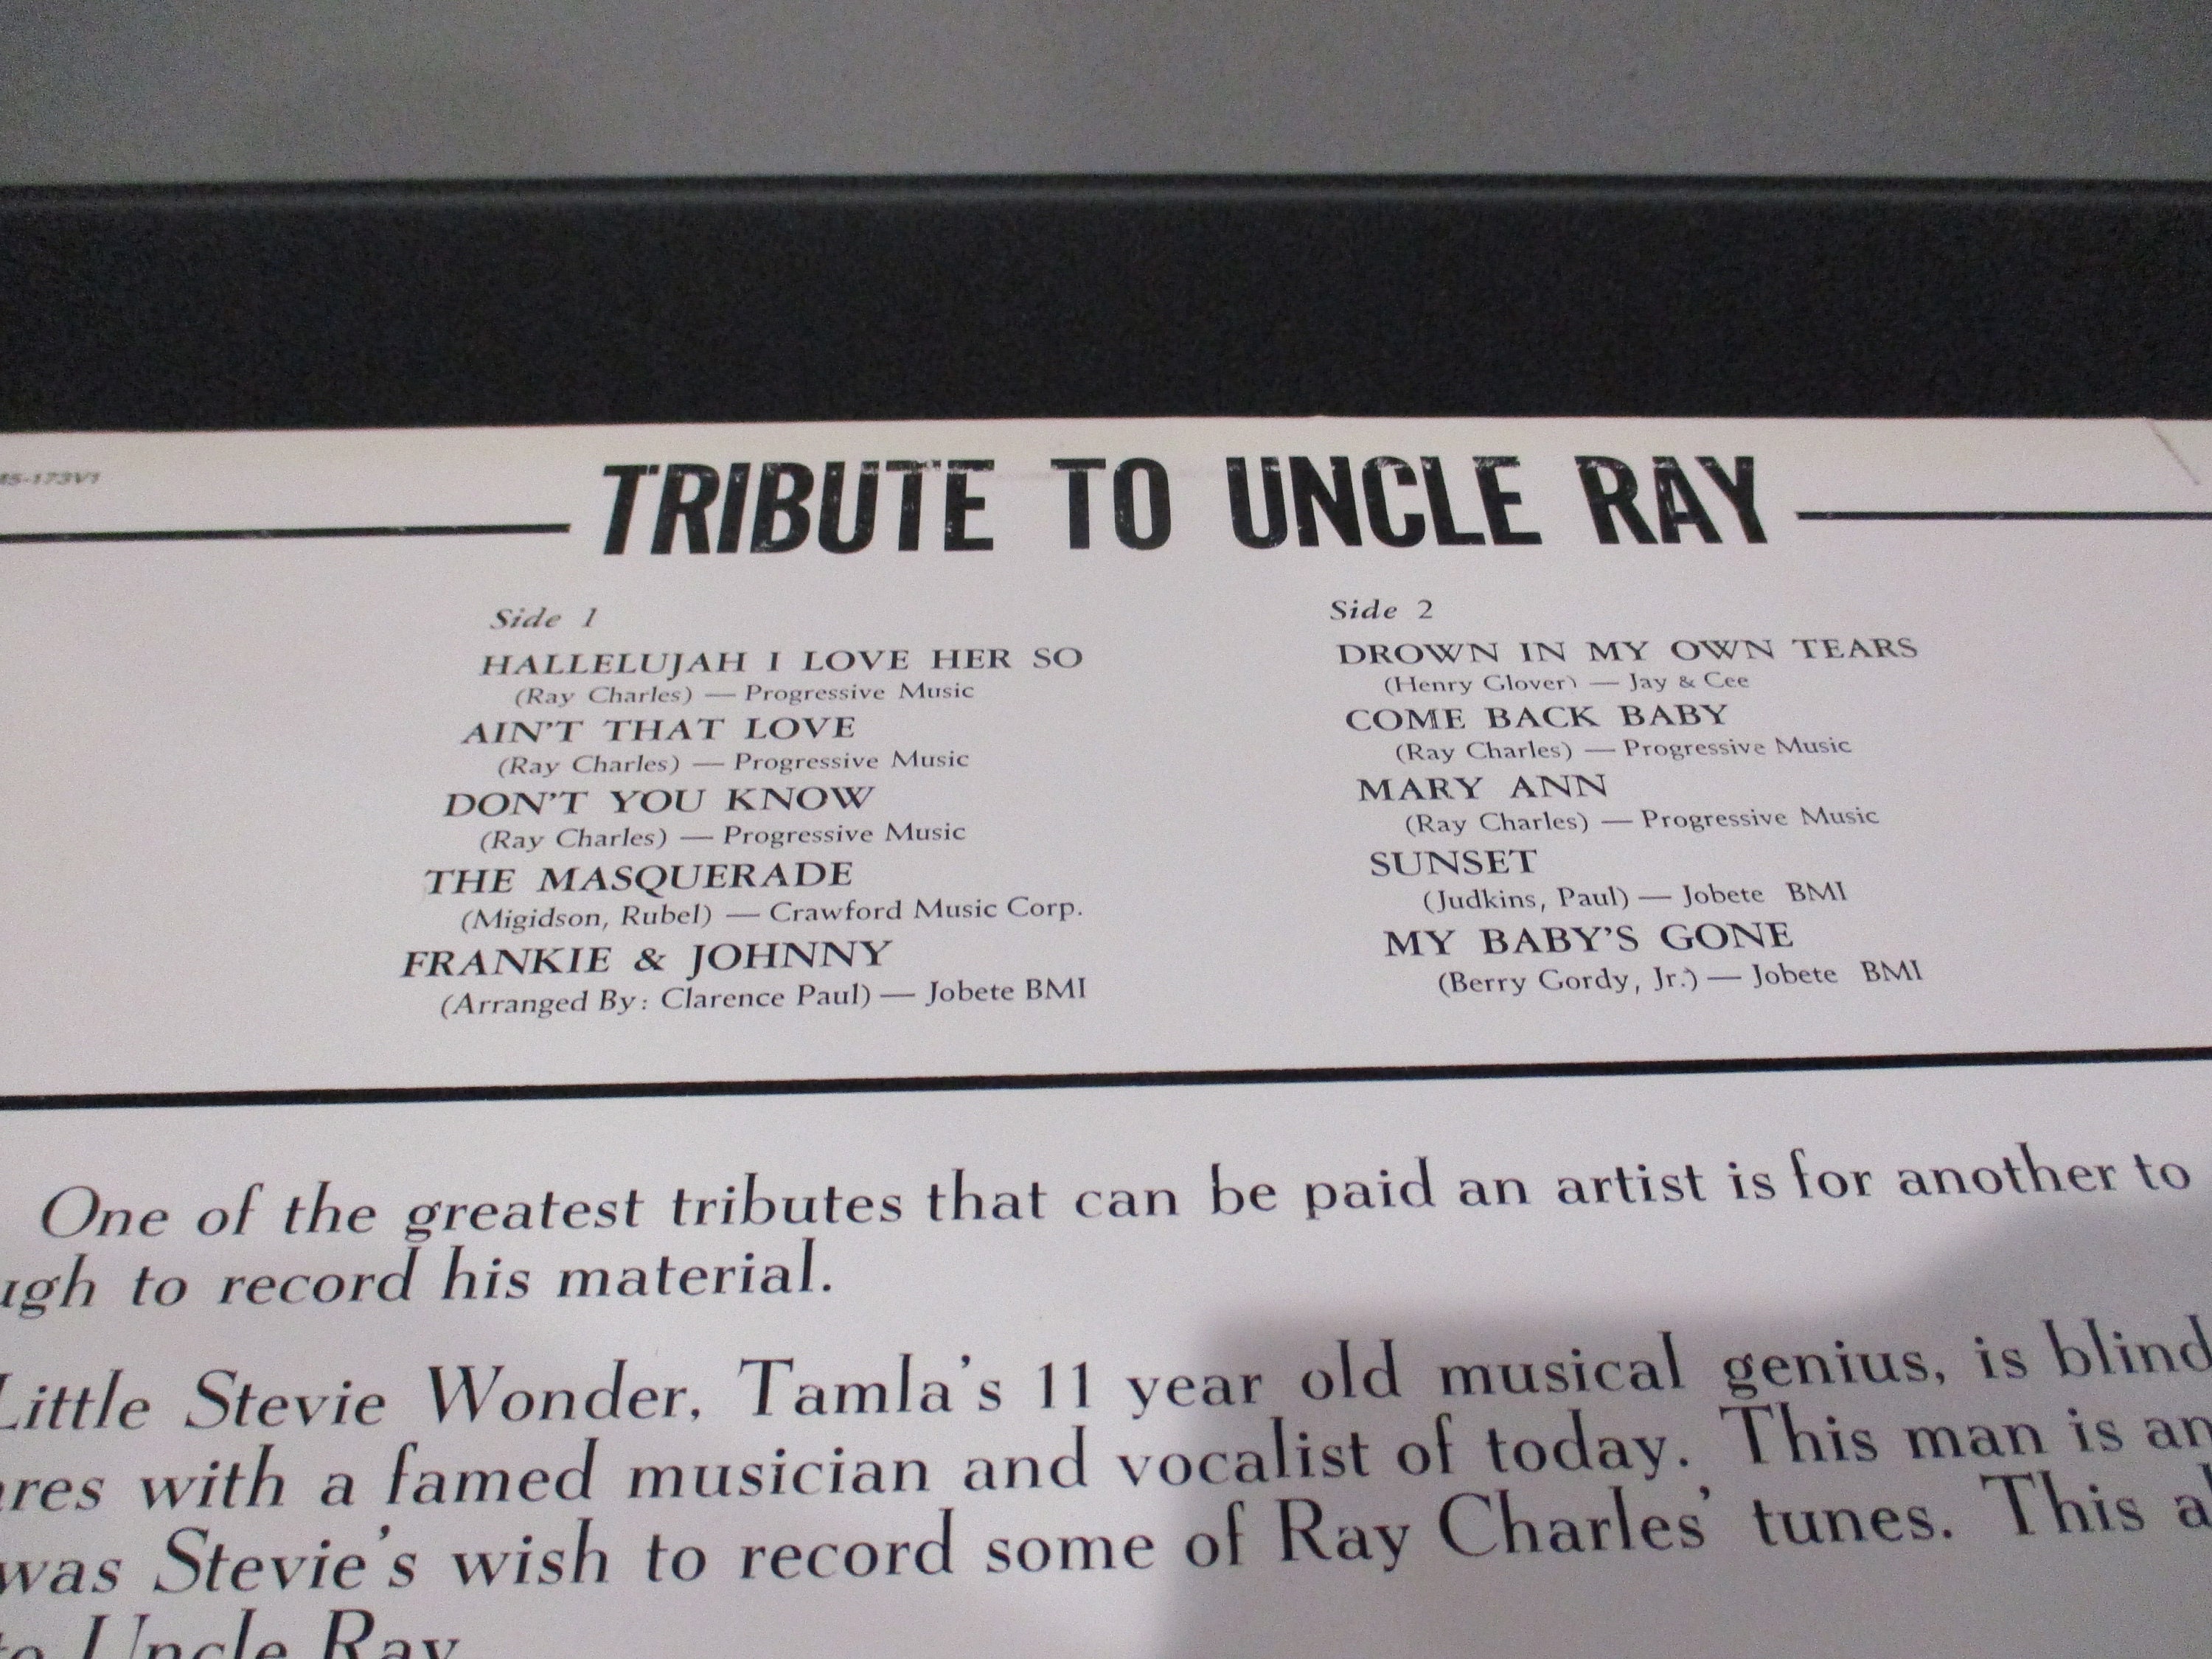 M5-173V1
TRIBUTE TO UNCLE RAY
Side 1
HALLELUJAH I LOVE HER SO
(Ray Charles) — Progressive Music
AIN'T THAT LOVE
(Ray Charles) — Progressive Music
DON'T YOU KNOW
(Ray Charles) — Progressive Music
THE MASQUERADE
(Migidson, Rubel) — Crawford Music Corp.
FRANKIE & JOHNNY
(Arranged By: Clarence Paul) — Jobete BMI
Side 2
DROWN IN MY OWN TEARS
(Henry Glover) — Jay & Cee
COME BACK BABY
(Ray Charles) — Progressive Music
MARY ANN
(Ray Charles) — Progressive Music
SUNSET
(Judkins, Paul) — Jobete BMI
MY BABY'S GONE
(Berry Gordy, Jr.) — Jobete BMI
One of the greatest tributes that can be paid an artist is for another to
to record his material.
Little Stevie Wonder, Tamla's 11 year old musical genius, is blind
with a famed musician and vocalist of today. This man is an
was Stevie's wish to record some of Ray Charles' tunes. This
to Uncle Ray